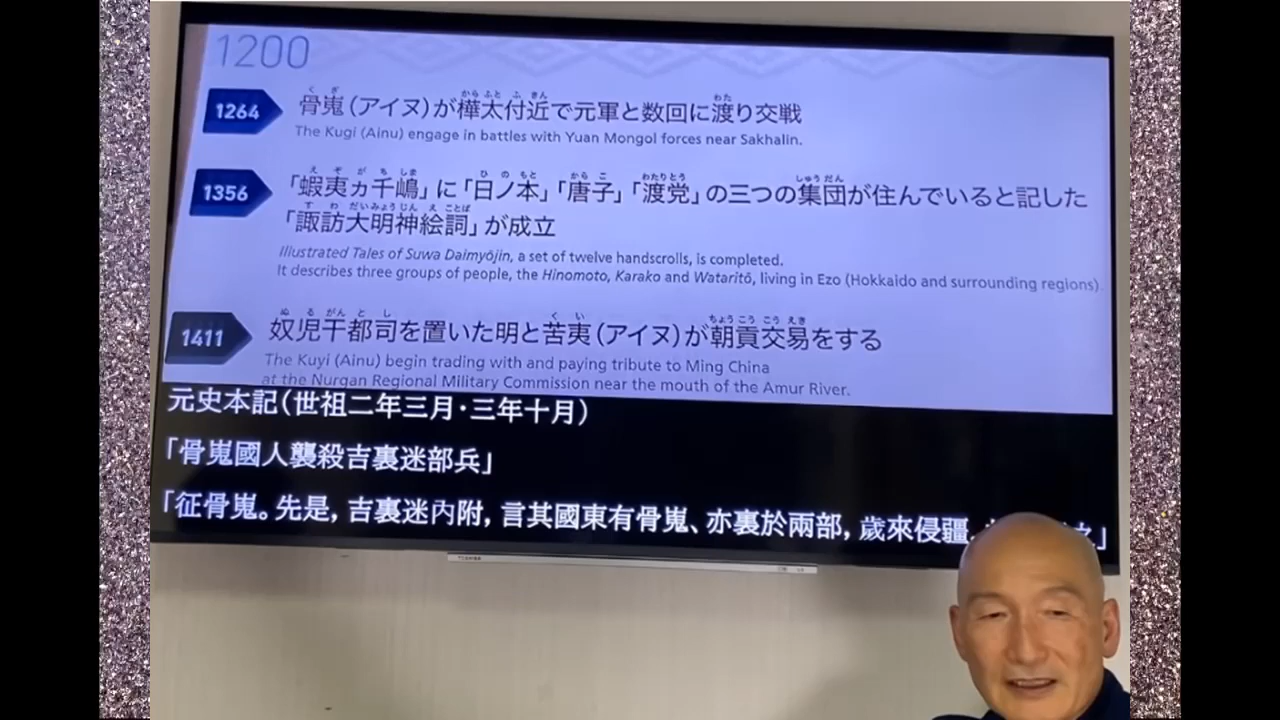 1200
1264
骨嵬(アイヌ)が樺太付近で元軍と数回に渡り交戦
The Kugi (Ainu) engage in battles with Yuan Mongol forces near Sakhalin.
1356
「蝦夷ヵ千嶋」に「日ノ本」「唐子」「渡党」の三つの集団が住んでいると記した
「諏訪大明神絵詞」が成立
Illustrated Tales of Suwa Daimyōjin, a set of twelve handscrolls, is completed.
It describes three groups of people, the Hinomoto, Karako and Wataritō, living in Ezo (Hokkaido and surrounding regions)
1411
奴児干都司を置いた明と苦夷(アイヌ)が朝貢交易をする
The Kuyi (Ainu) begin trading with and paying tribute to Ming China
at the Nurgan Regional Military Commission near the mouth of the Amur River.
元史本記(世祖二年三月・三年十月)
「骨嵬國人襲殺吉裏迷部兵」
「征骨嵬。先是,吉裏迷內附,言其國東有骨嵬、亦裏於兩部,歲來侵疆